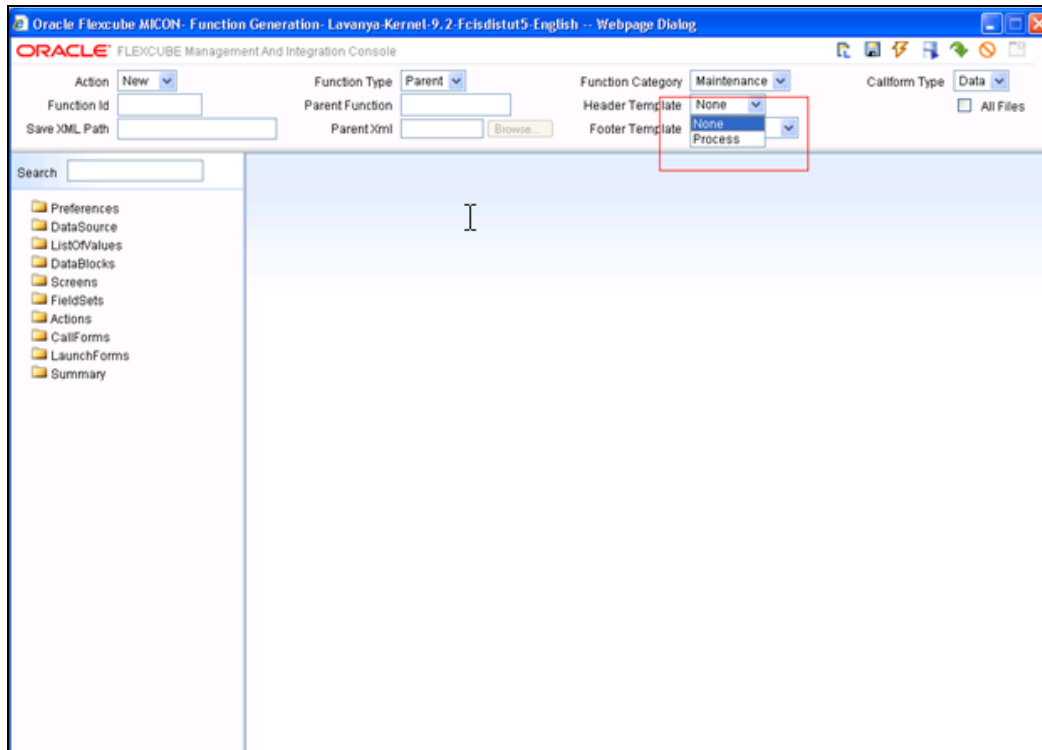 Oracle Flexcube MICON- Function Generation- Lavanya-Kernel-9.2-Fcisdistut5-English -- Webpage Dialog
ORACLE FLEXCUBE Management And Integration Console
Action New Function Type Parent Function Category Maintenance Callform Type Data
Function Id Parent Function Header Template None All Files
Save XML Path Parent Xml Browse... Footer Template None
Process
Search
Preferences
DataSource
ListOfValues
DataBlocks
Screens
FieldSets
Actions
CallForms
LaunchForms
Summary